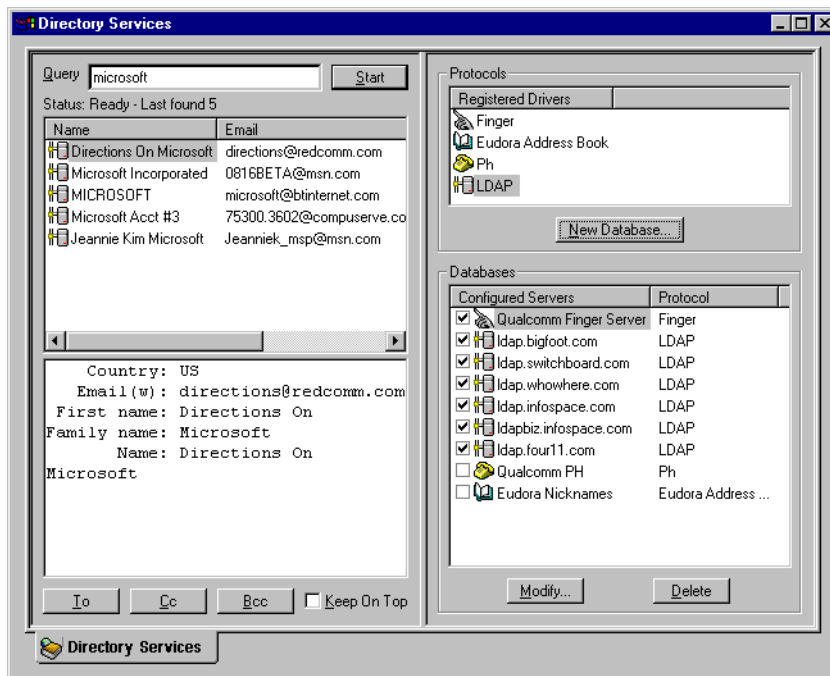 Directory Services
Query microsoft Start
Status: Ready - Last found 5
Name Email
Directions On Microsoft directions@redcomm.com
Microsoft Incorporated 0816BETA@msn.com
MICROSOFT microsoft@btinternet.com
Microsoft Acct #3 75300.3602@compuserve.co
Jeannie Kim Microsoft Jeanniek_msp@msn.com
Country: US
Email(w): directions@redcomm.com
First name: Directions On
Family name: Microsoft
Name: Directions On
Microsoft
To Cc Bcc Keep On Top
Protocols
Registered Drivers
Finger
Eudora Address Book
Ph
LDAP
New Database...
Databases
Configured Servers Protocol
Qualcomm Finger Server Finger
ldap.bigfoot.com LDAP
ldap.switchboard.com LDAP
ldap.whowhere.com LDAP
ldap.infospace.com LDAP
ldapbiz.infospace.com LDAP
ldap.four11.com LDAP
Qualcomm PH Ph
Eudora Nicknames Eudora Address ...
Modify... Delete
Directory Services